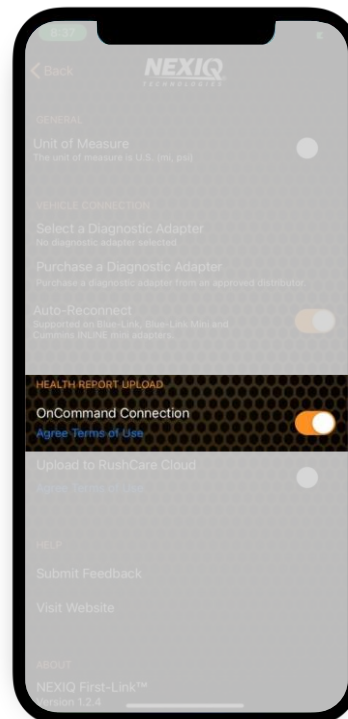 8:37
Back
NEXIQ
TECHNOLOGIES
GENERAL
Unit of Measure
The unit of measure is U.S. (mi, psi)
VEHICLE CONNECTION
Select a Diagnostic Adapter
No diagnostic adapter selected
Purchase a Diagnostic Adapter
Purchase a diagnostic adapter from an approved distributor.
Auto-Reconnect
Supported on Blue-Link, Blue-Link Mini and
Cummins INLINE mini adapters.
HEALTH REPORT UPLOAD
OnCommand Connection
Agree Terms of Use
Upload to RushCare Cloud
Agree Terms of Use
HELP
Submit Feedback
Visit Website
ABOUT
NEXIQ First-Link™
Version 1.2.4